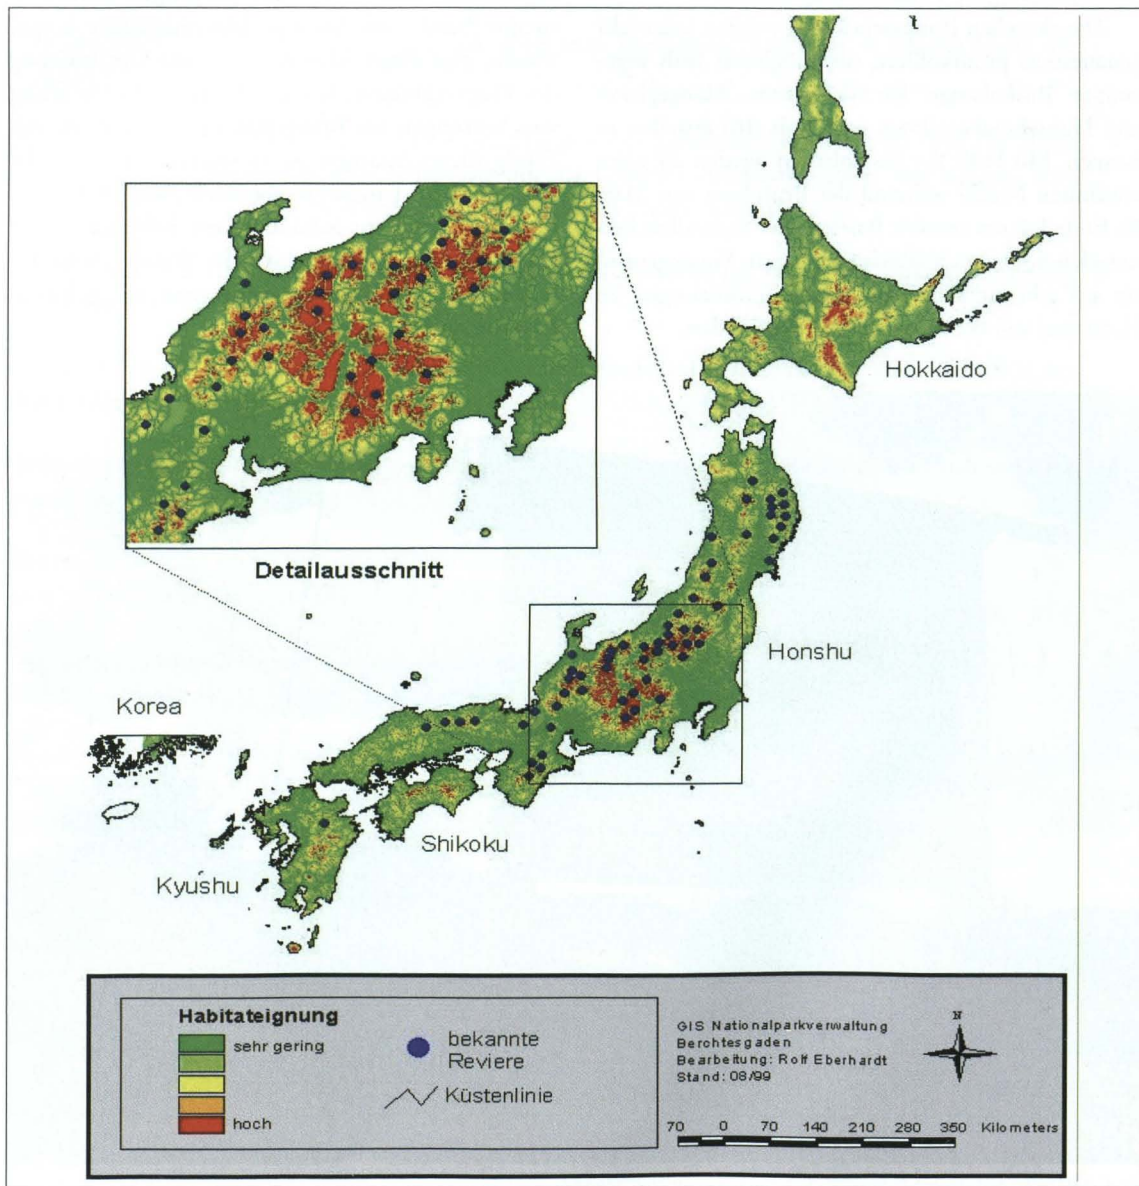 Hokkaido
Detailausschnitt
Honshu
Korea
Shikoku
Kyushu
Habitateignung
sehr gering
hoch
bekannte
Reviere
Küstenlinie
GIS Nationalparkverwaltung
Berchtesgaden
Bearbeitung: Rolf Eberhardt
Stand: 08/99
N
70 0 70 140 210 280 350 Kilometers